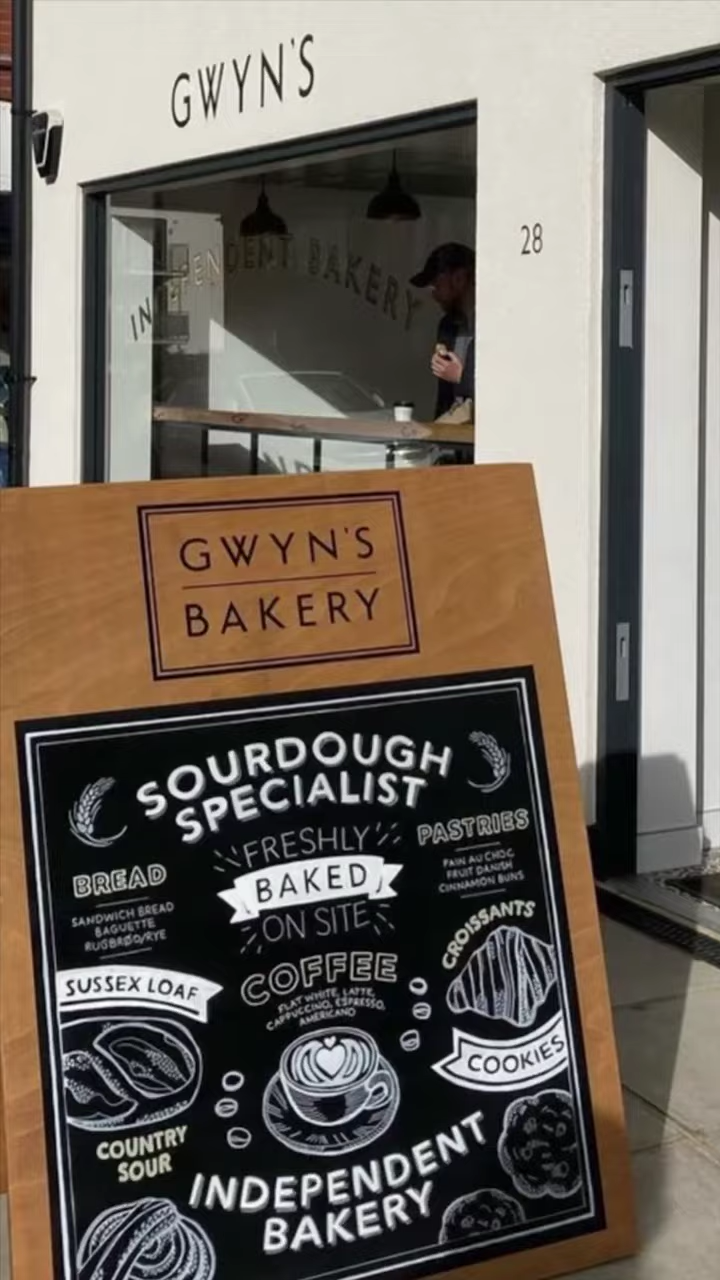 GWYN'S
28
INDEPENDENT BAKERY
GWYN'S
BAKERY
SOURDOUGH
SPECIALIST
FRESHLY
BAKED
ON SITE
BREAD
SANDWICH BREAD
BAGUETTE
RUGBRØD/RYE
SUSSEX LOAF
COUNTRY
SOUR
COFFEE
FLAT WHITE, LATTE,
CAPPUCCINO, ESPRESSO,
AMERICANO
PASTRIES
PAIN AU CHOC
FRUIT DANISH
CINNAMON BUNS
CROISSANTS
COOKIES
INDEPENDENT
BAKERY